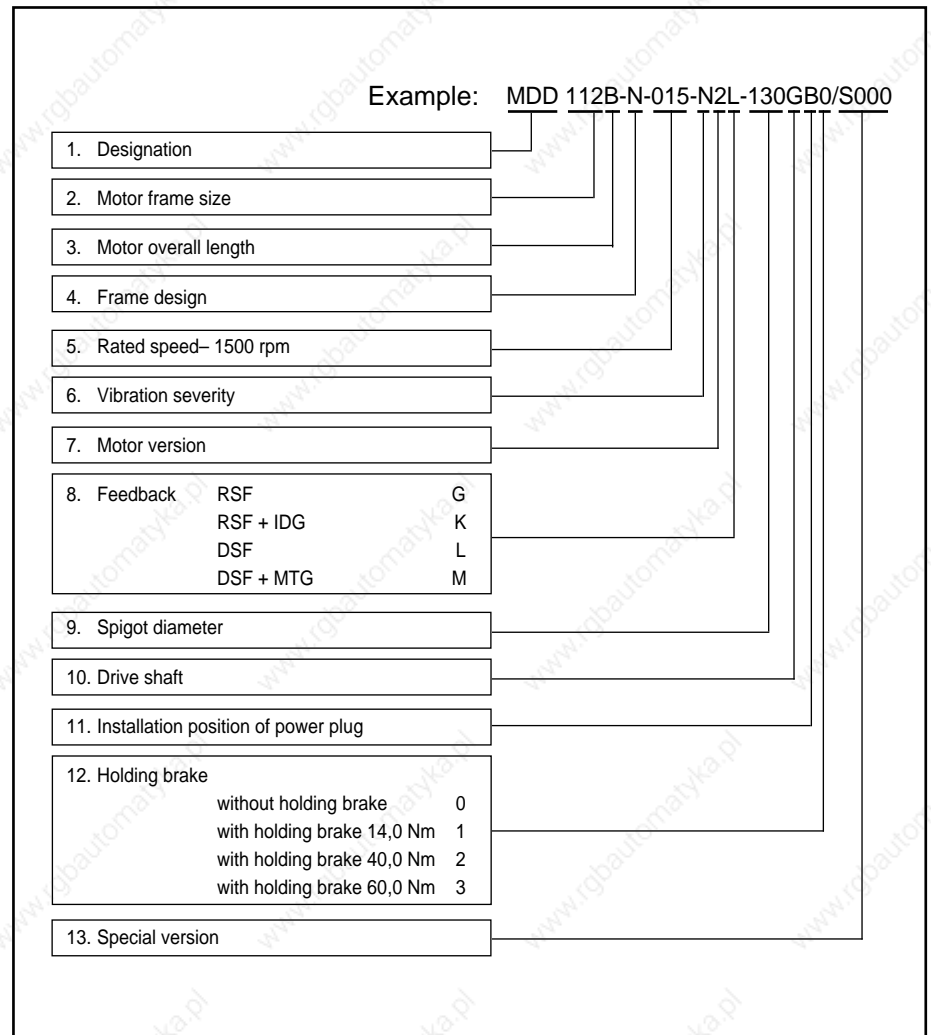 Example: MDD 112B-N-015-N2L-130GB0/S000
1. Designation
2. Motor frame size
3. Motor overall length
4. Frame design
5. Rated speed– 1500 rpm
6. Vibration severity
7. Motor version
8. Feedback RSF G
RSF + IDG K
DSF L
DSF + MTG M
9. Spigot diameter
10. Drive shaft
11. Installation position of power plug
12. Holding brake
without holding brake 0
with holding brake 14,0 Nm 1
with holding brake 40,0 Nm 2
with holding brake 60,0 Nm 3
13. Special version
www.rgbautomatyka.pl